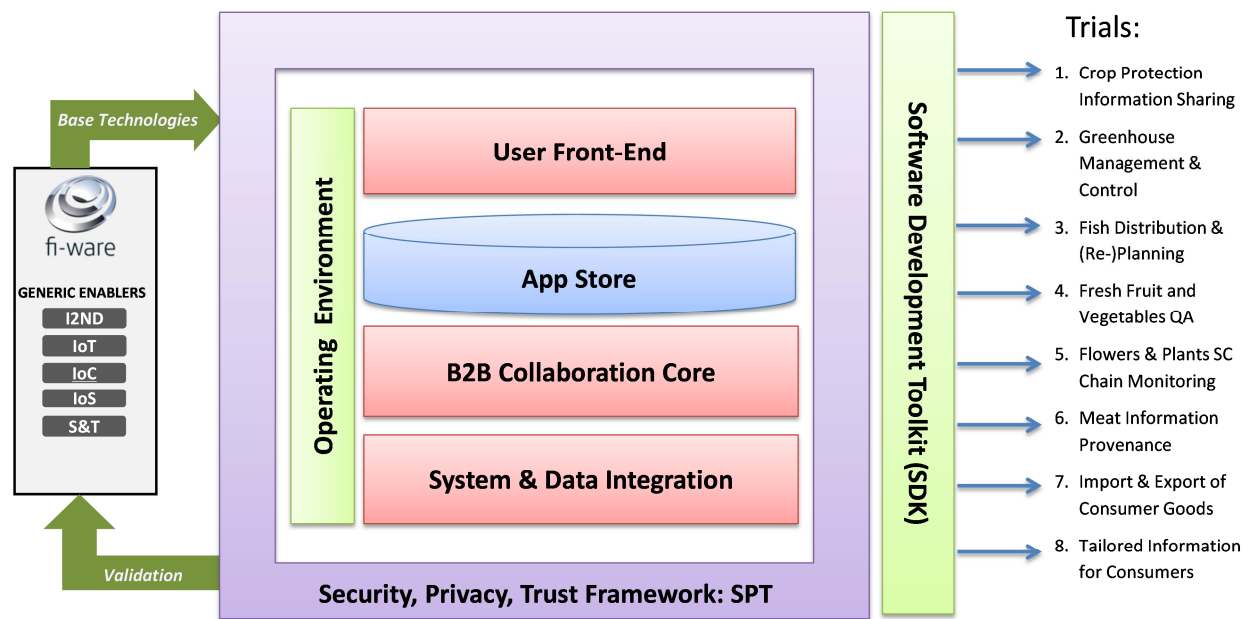 Base Technologies
fi-ware
GENERIC ENABLERS
I2ND
IoT
IoC
IoS
S&T
Validation
Operating Environment
User Front-End
App Store
B2B Collaboration Core
System & Data Integration
Security, Privacy, Trust Framework: SPT
Software Development Toolkit (SDK)
Trials:
1. Crop Protection
Information Sharing
2. Greenhouse
Management &
Control
3. Fish Distribution &
(Re-)Planning
4. Fresh Fruit and
Vegetables QA
5. Flowers & Plants SC
Chain Monitoring
6. Meat Information
Provenance
7. Import & Export of
Consumer Goods
8. Tailored Information
for Consumers